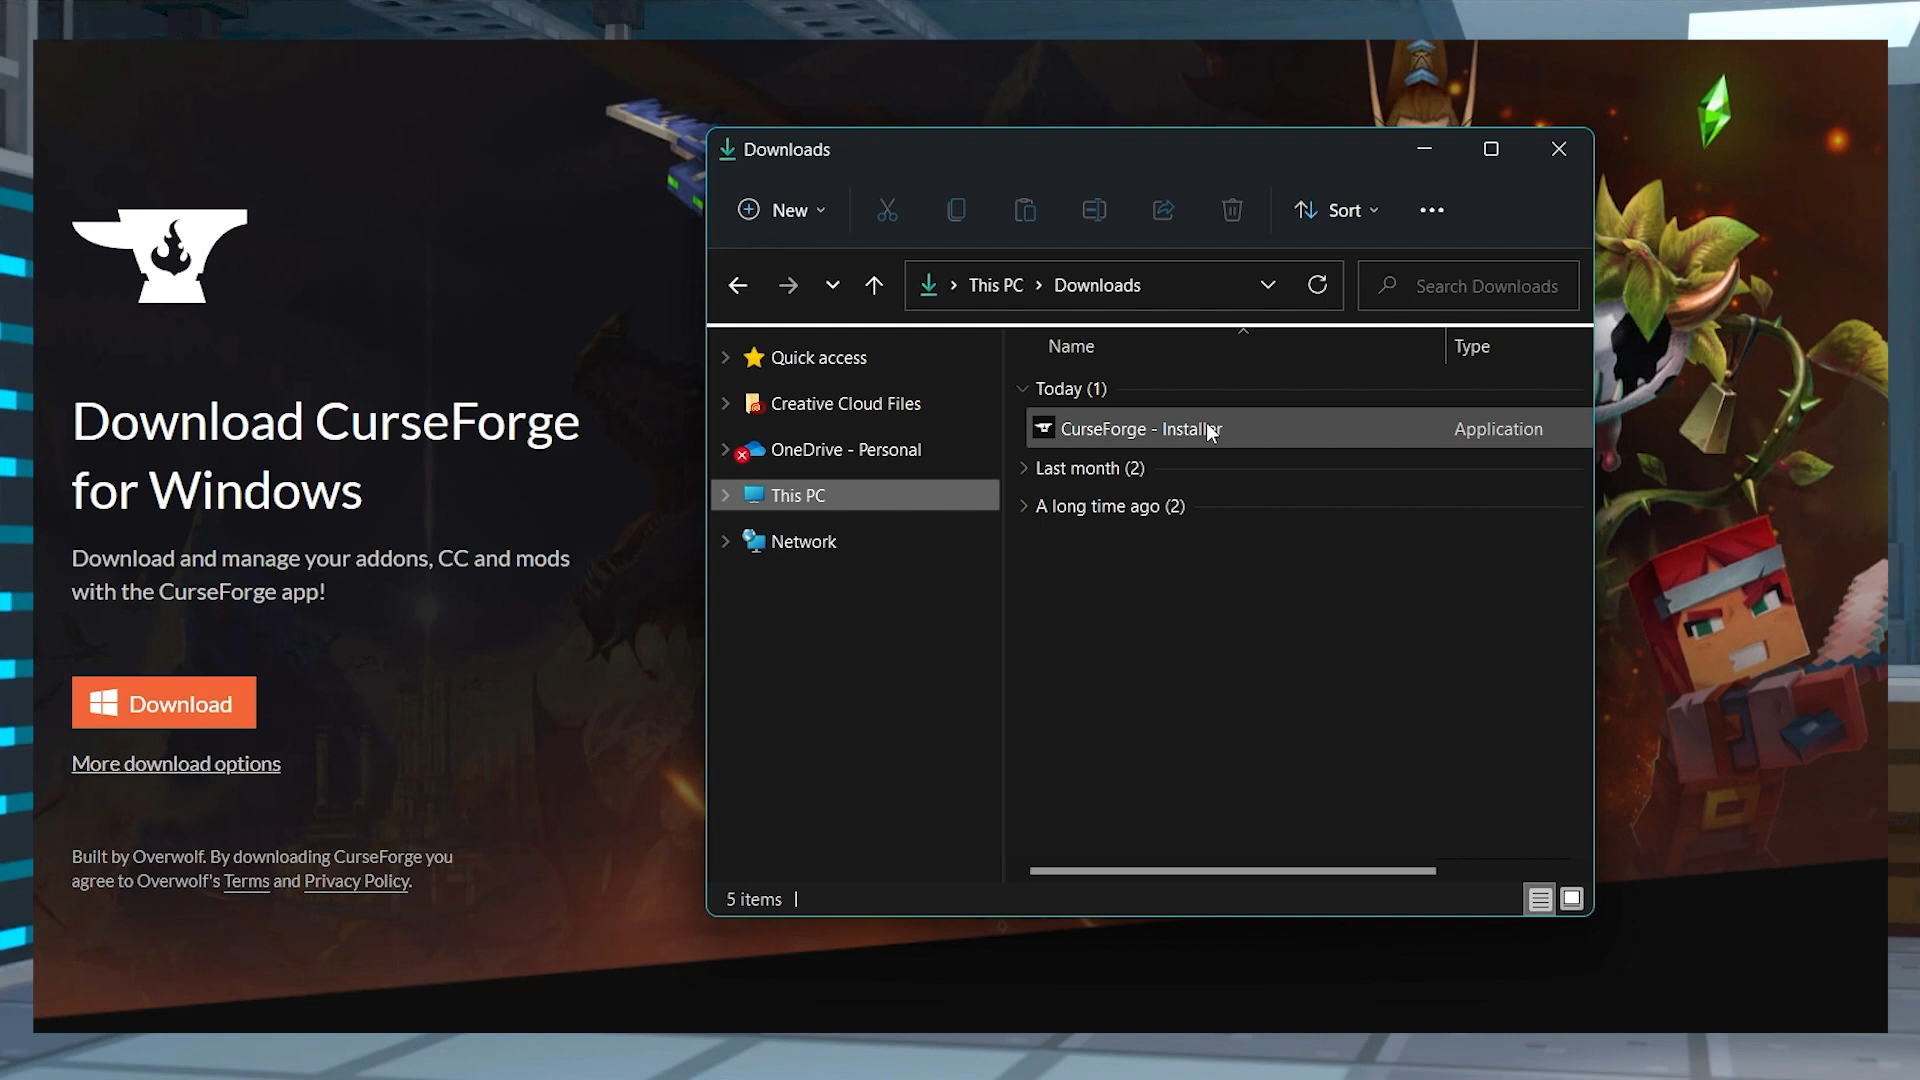 Download CurseForge
for Windows
Download and manage your addons, CC and mods
with the CurseForge app!
Download
More download options
Built by Overwolf. By downloading CurseForge you
agree to Overwolf's Terms and Privacy Policy.
Downloads
New
Sort
This PC
Downloads
Search Downloads
Quick access
Creative Cloud Files
OneDrive - Personal
This PC
Network
Name
Type
Today (1)
CurseForge - Installer
Application
Last month (2)
A long time ago (2)
5 items